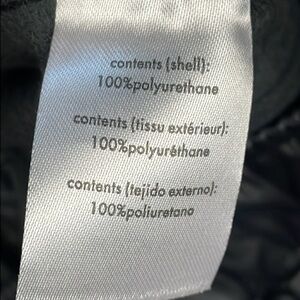 contents (shell):
100%polyurethane
contents (tissu extérieur):
100%polyuréthane
contents (tejido externo):
100%poliuretano